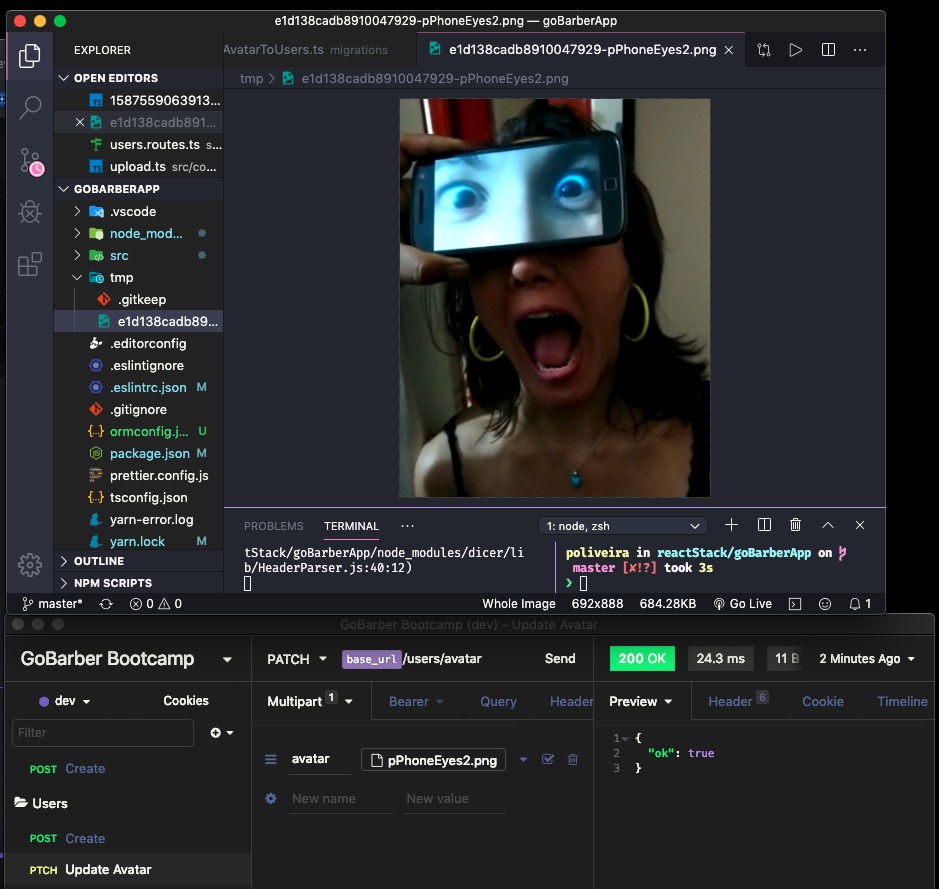 e1d138cadb8910047929-pPhoneEyes2.png — goBarberApp
EXPLORER
AvatarToUsers.ts migrations
e1d138cadb8910047929-pPhoneEyes2.png
OPEN EDITORS
tmp > e1d138cadb8910047929-pPhoneEyes2.png
1587559063913...
e1d138cadb891...
users.routes.ts s...
upload.ts src/co...
GOBARBERAPP
.vscode
node_mod...
src
tmp
.gitkeep
e1d138cadb89...
.editorconfig
.eslintignore
.eslintrc.json M
.gitignore
ormconfig.j... U
package.json M
prettier.config.js
tsconfig.json
yarn-error.log
yarn.lock M
OUTLINE
NPM SCRIPTS
PROBLEMS TERMINAL ... 1: node, zsh
tStack/goBarberApp/node_modules/dicer/li
b/HeaderParser.js:40:12)
poliveira in reactStack/goBarberApp on
master [✘!?] took 3s
❯
master* 0 0 Whole Image 692x888 684.28KB Go Live 1
GoBarber Bootcamp (dev) – Update Avatar
GoBarber Bootcamp
PATCH base_url/users/avatar Send
200 OK 24.3 ms 11 B 2 Minutes Ago
dev Cookies
Multipart 1 Bearer Query Header
Preview Header 6 Cookie Timeline
Filter
POST Create
Users
POST Create
PTCH Update Avatar
avatar pPhoneEyes2.png
New name New value
1 {
2 "ok": true
3 }